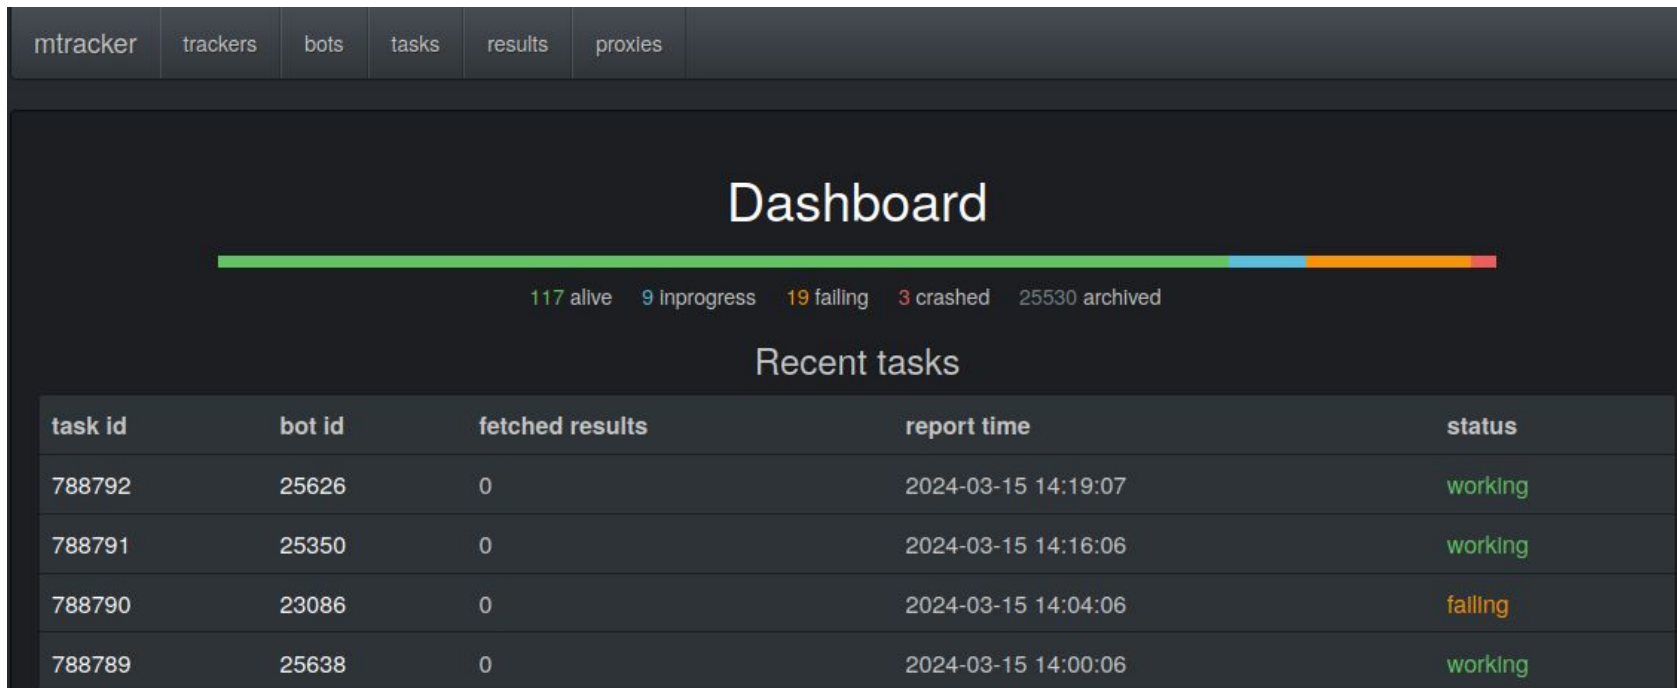 mtracker trackers bots tasks results proxies
Dashboard
117 alive 9 inprogress 19 failing 3 crashed 25530 archived
Recent tasks
task id bot id fetched results report time status
788792 25626 0 2024-03-15 14:19:07 working
788791 25350 0 2024-03-15 14:16:06 working
788790 23086 0 2024-03-15 14:04:06 failing
788789 25638 0 2024-03-15 14:00:06 working